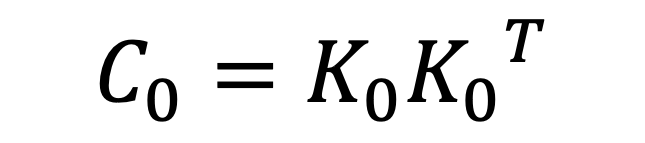 C₀ = K₀K₀ᵀ